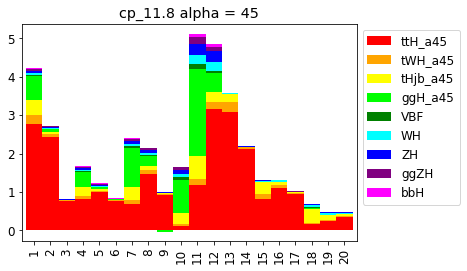 cp_11.8 alpha = 45
5
4
3
2
1
0
1 2 3 4 5 6 7 8 9 10 11 12 13 14 15 16 17 18 19 20
ttH_a45
tWH_a45
tHjb_a45
ggH_a45
VBF
WH
ZH
ggZH
bbH